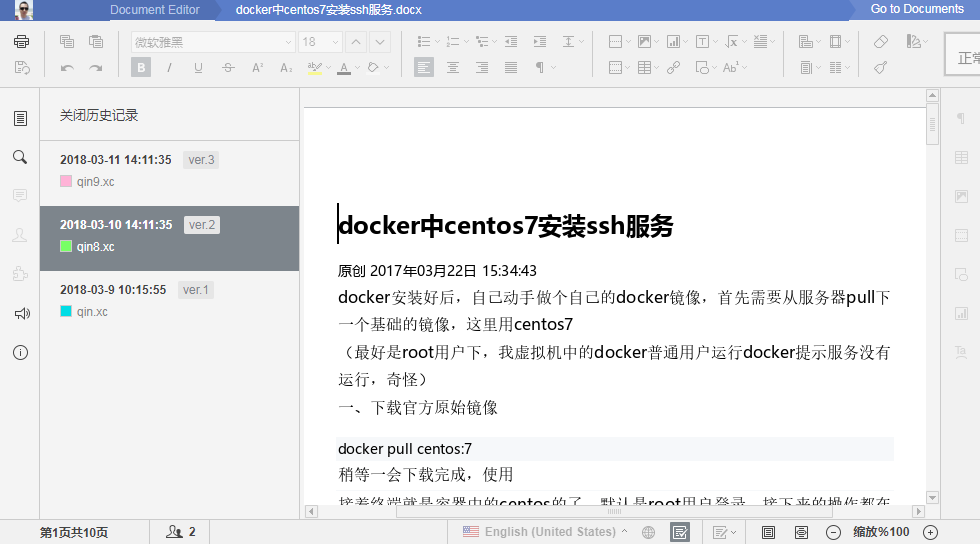 Document Editor
docker中centos7安装ssh服务.docx
Go to Documents
微软雅黑
18
正常
关闭历史记录
2018-03-11 14:11:35 ver.3
qin9.xc
2018-03-10 14:11:35 ver.2
qin8.xc
2018-03-9 10:15:55 ver.1
qin.xc
docker中centos7安装ssh服务
原创 2017年03月22日 15:34:43
docker安装好后，自己动手做个自己的docker镜像，首先需要从服务器pull下
一个基础的镜像，这里用centos7
（最好是root用户下，我虚拟机中的docker普通用户运行docker提示服务没有
运行，奇怪）
一、下载官方原始镜像
docker pull centos:7
稍等一会下载完成，使用
接着终端就是容器中的centos的了，默认是root用户登录，接下来的操作都在
第1页共10页
2
English (United States)
缩放%100